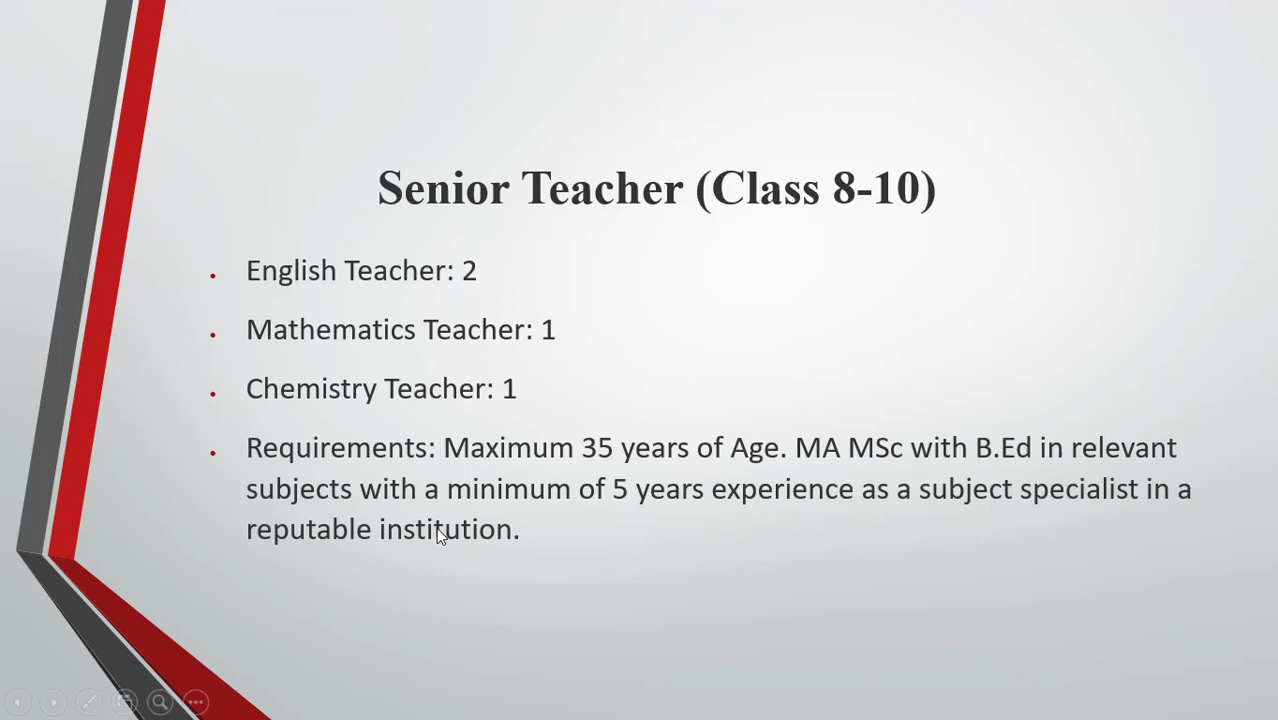 Senior Teacher (Class 8-10)
• English Teacher: 2
• Mathematics Teacher: 1
• Chemistry Teacher: 1
• Requirements: Maximum 35 years of Age. MA MSc with B.Ed in relevant
subjects with a minimum of 5 years experience as a subject specialist in a
reputable institution.